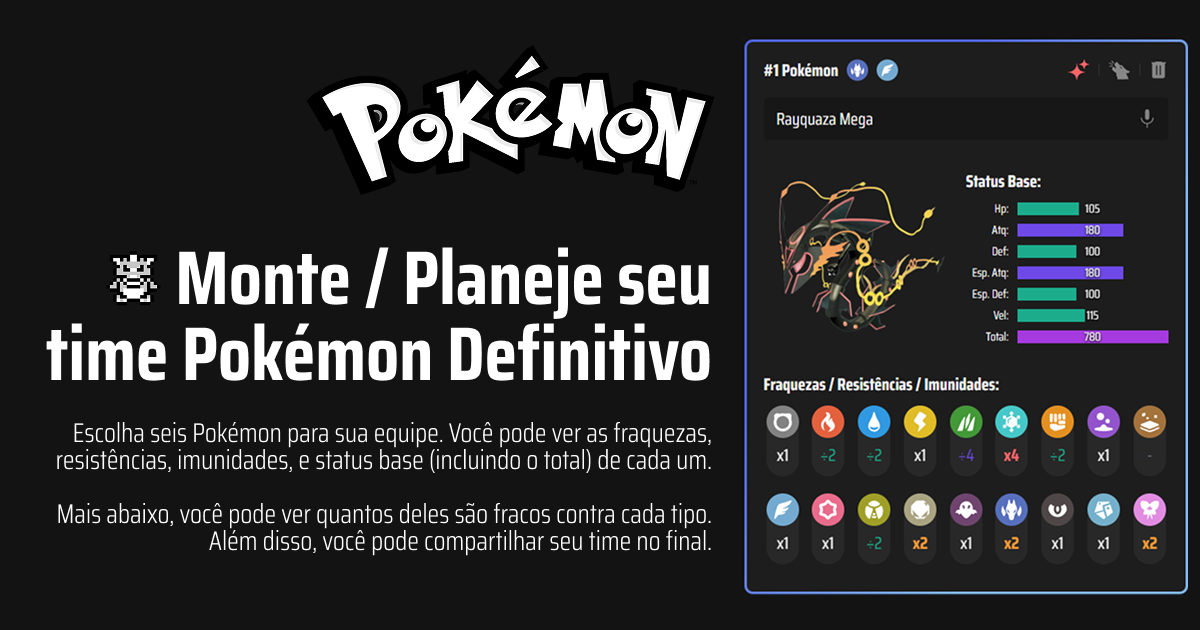 POKÉMON
Monte / Planeje seu
time Pokémon Definitivo
Escolha seis Pokémon para sua equipe. Você pode ver as fraquezas,
resistências, imunidades, e status base (incluindo o total) de cada um.
Mais abaixo, você pode ver quantos deles são fracos contra cada tipo.
Além disso, você pode compartilhar seu time no final.
#1 Pokémon
Rayquaza Mega
Status Base:
Hp: 105
Atq: 180
Def: 100
Esp. Atq: 180
Esp. Def: 100
Vel: 115
Total: 780
Fraquezas / Resistências / Imunidades:
x1 ÷2 ÷2 x1 ÷4 x4 ÷2 x1 -
x1 x1 ÷2 x2 x1 x2 x1 x1 x2